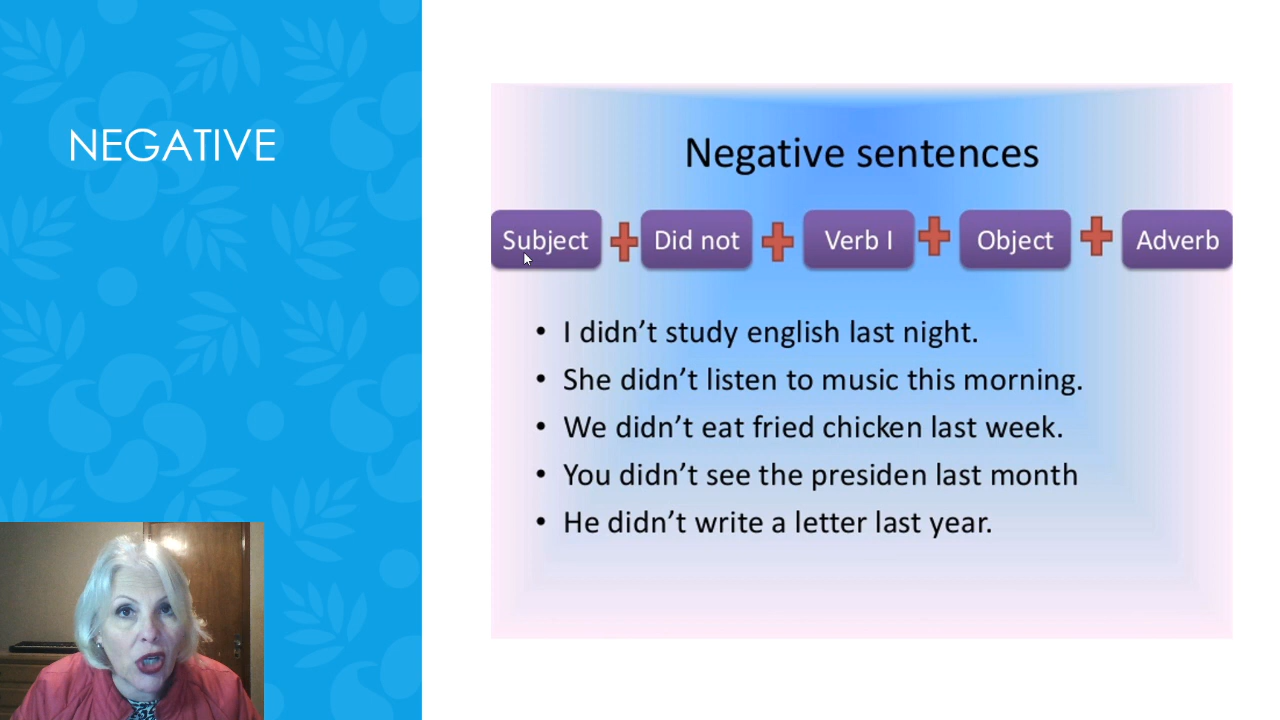 NEGATIVE
Negative sentences
Subject + Did not + Verb I + Object + Adverb
• I didn’t study english last night.
• She didn’t listen to music this morning.
• We didn’t eat fried chicken last week.
• You didn’t see the presiden last month
• He didn’t write a letter last year.